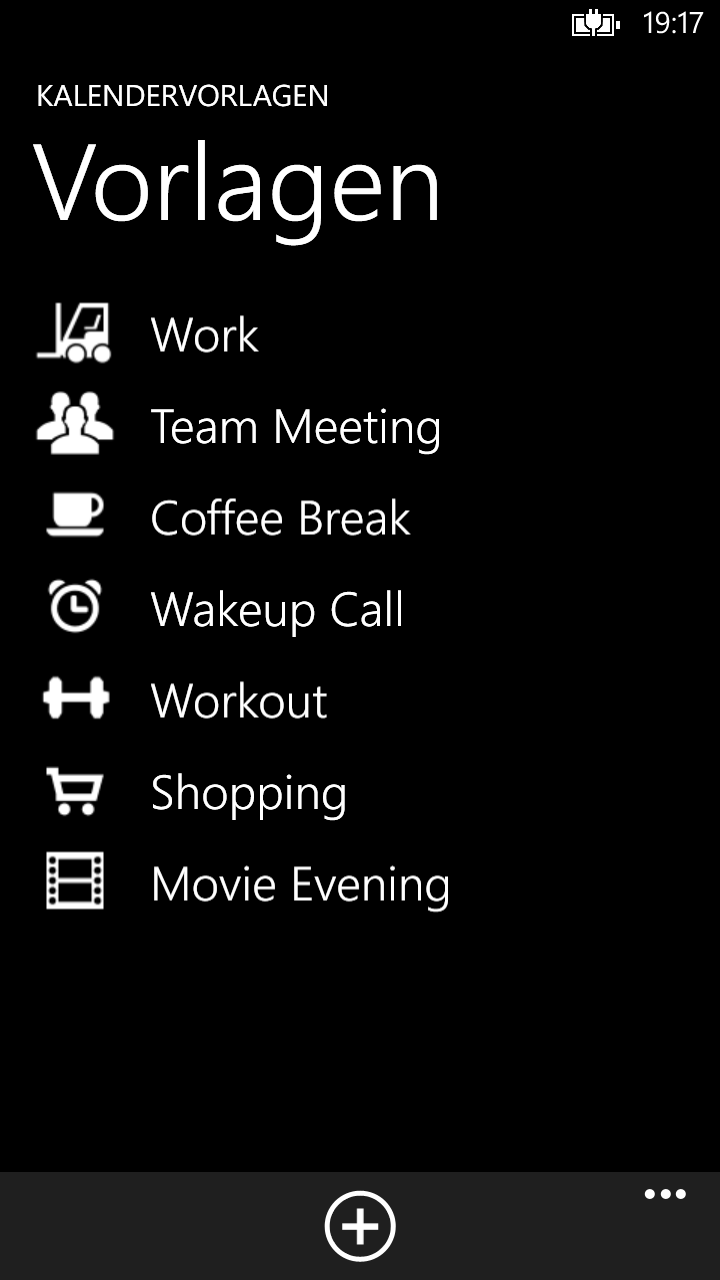 19:17
KALENDERVORLAGEN
Vorlagen
Work
Team Meeting
Coffee Break
Wakeup Call
Workout
Shopping
Movie Evening